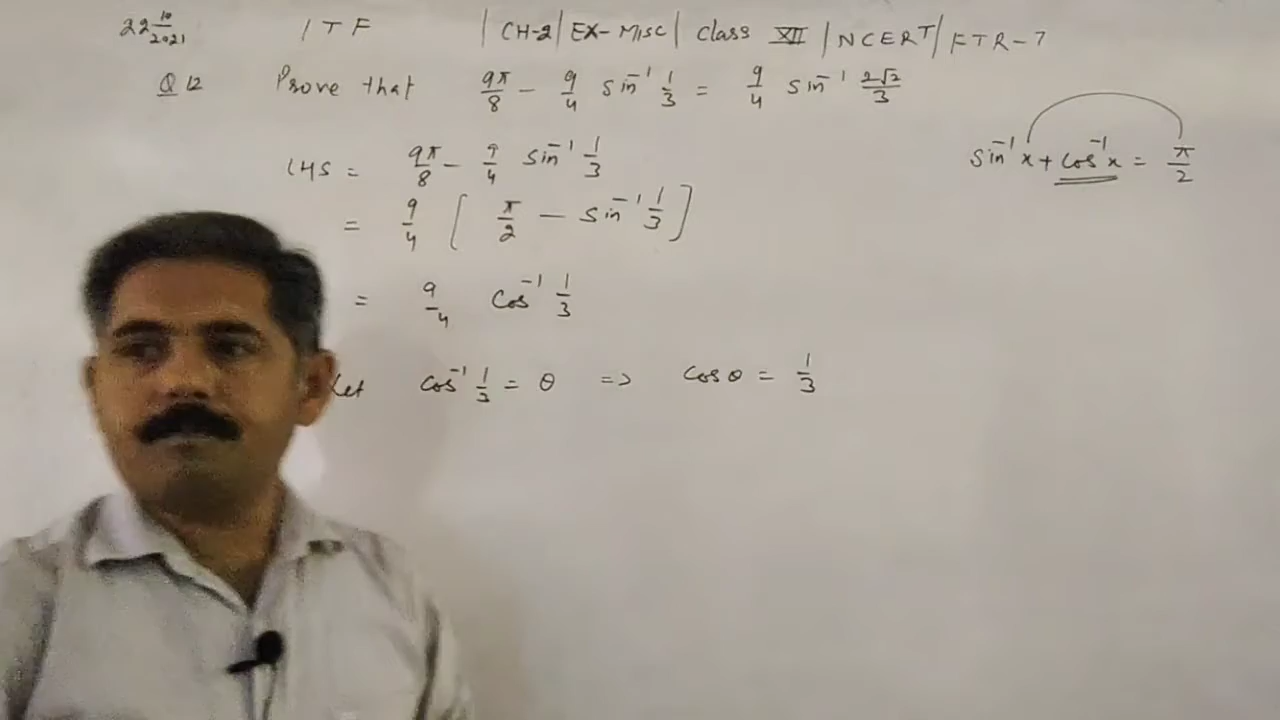 22 10/2021 ITF | CH-2 | EX-Misc | Class XII | NCERT | FTR-7
Q 12 Prove that 9π/8 - 9/4 sin⁻¹ 1/3 = 9/4 sin⁻¹ 2√2/3
LHS = 9π/8 - 9/4 sin⁻¹ 1/3
= 9/4 [ π/2 - sin⁻¹ 1/3 ]
= 9/4 cos⁻¹ 1/3
Let cos⁻¹ 1/3 = θ => cos θ = 1/3
sin⁻¹ x + cos⁻¹ x = π/2